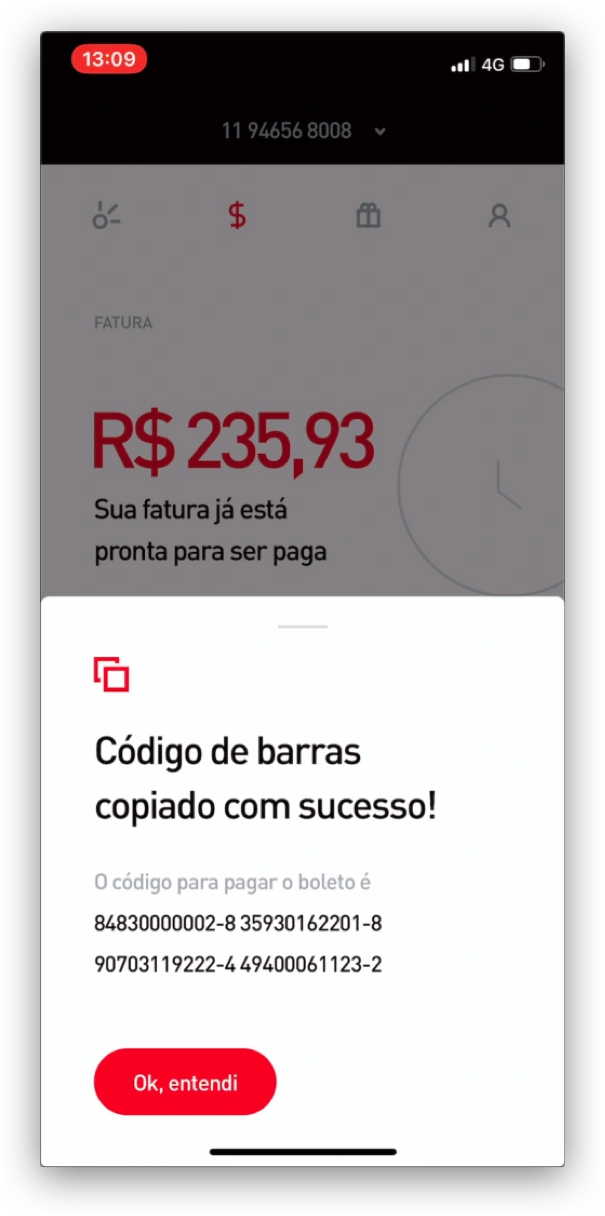 13:09
4G
11 94656 8008
$
FATURA
R$ 235,93
Sua fatura já está
pronta para ser paga
Código de barras
copiado com sucesso!
O código para pagar o boleto é
84830000002-8 35930162201-8
90703119222-4 49400061123-2
Ok, entendi